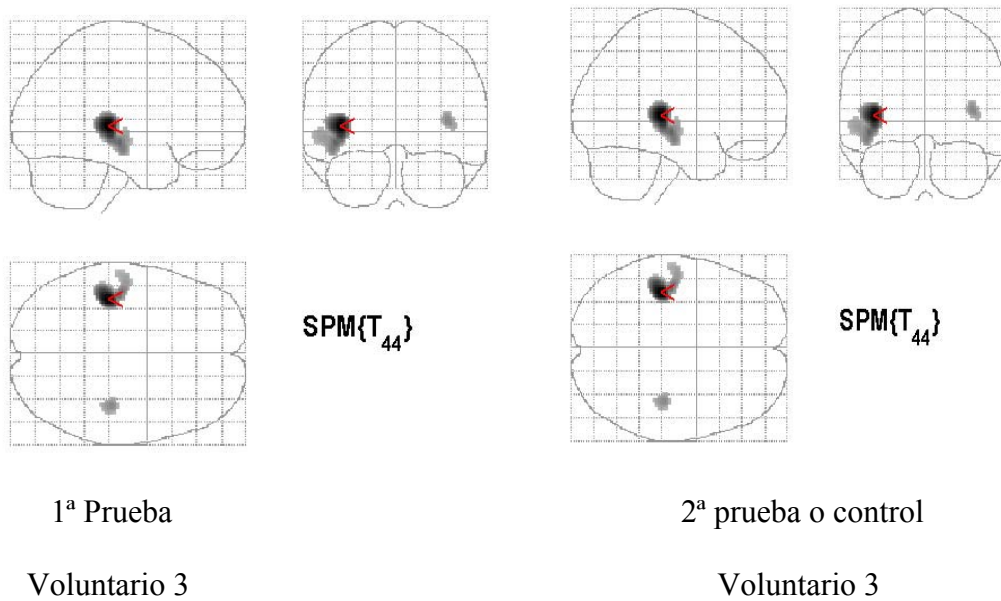 SPM{T44}
SPM{T44}
1ª Prueba
2ª prueba o control
Voluntario 3
Voluntario 3